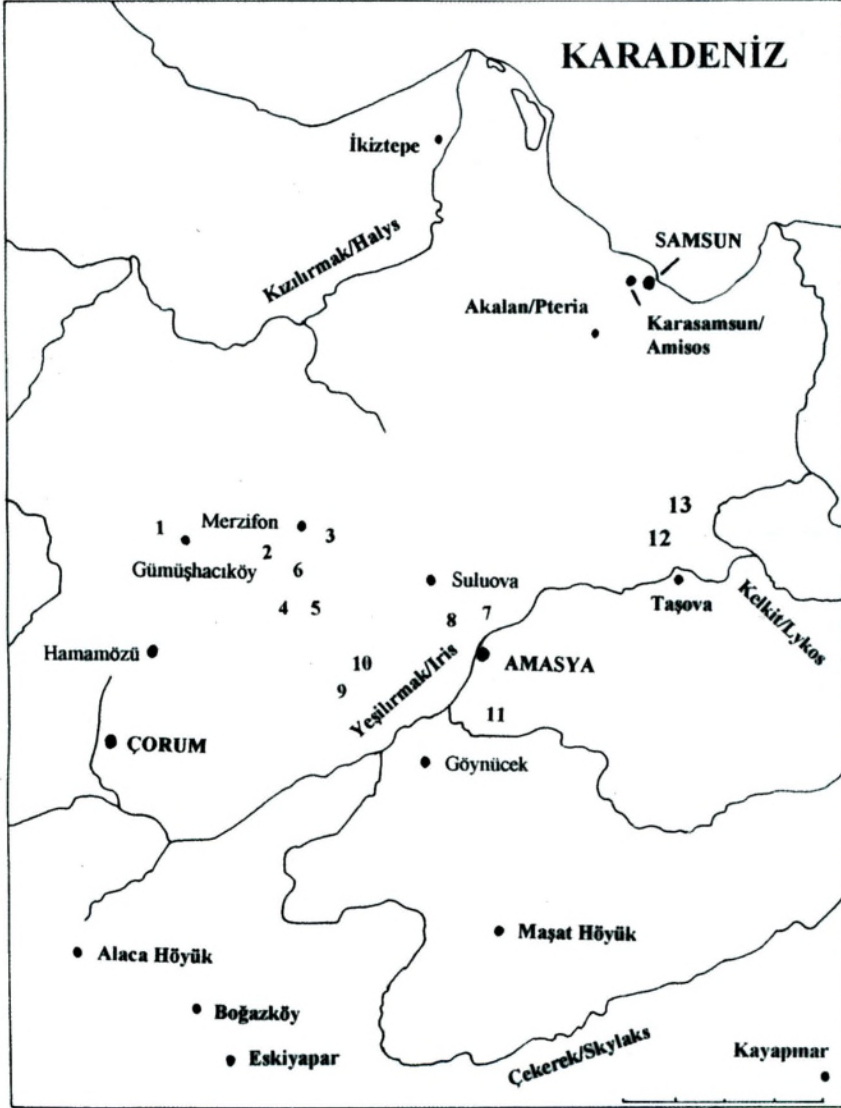 KARADENİZ
İkiztepe
Kızılırmak/Halys
SAMSUN
Akalan/Pteria
Karasamsun/
Amisos
13
1
Merzifon
3
12
2
Gümüşhacıköy
6
Suluova
Taşova
Kelkit/Lykos
4
5
8
7
Hamamözü
10
Yeşilırmak/Iris
AMASYA
9
11
ÇORUM
Göynücek
Maşat Höyük
Alaca Höyük
Boğazköy
Eskiyapar
Çekerek/Skylaks
Kayapınar